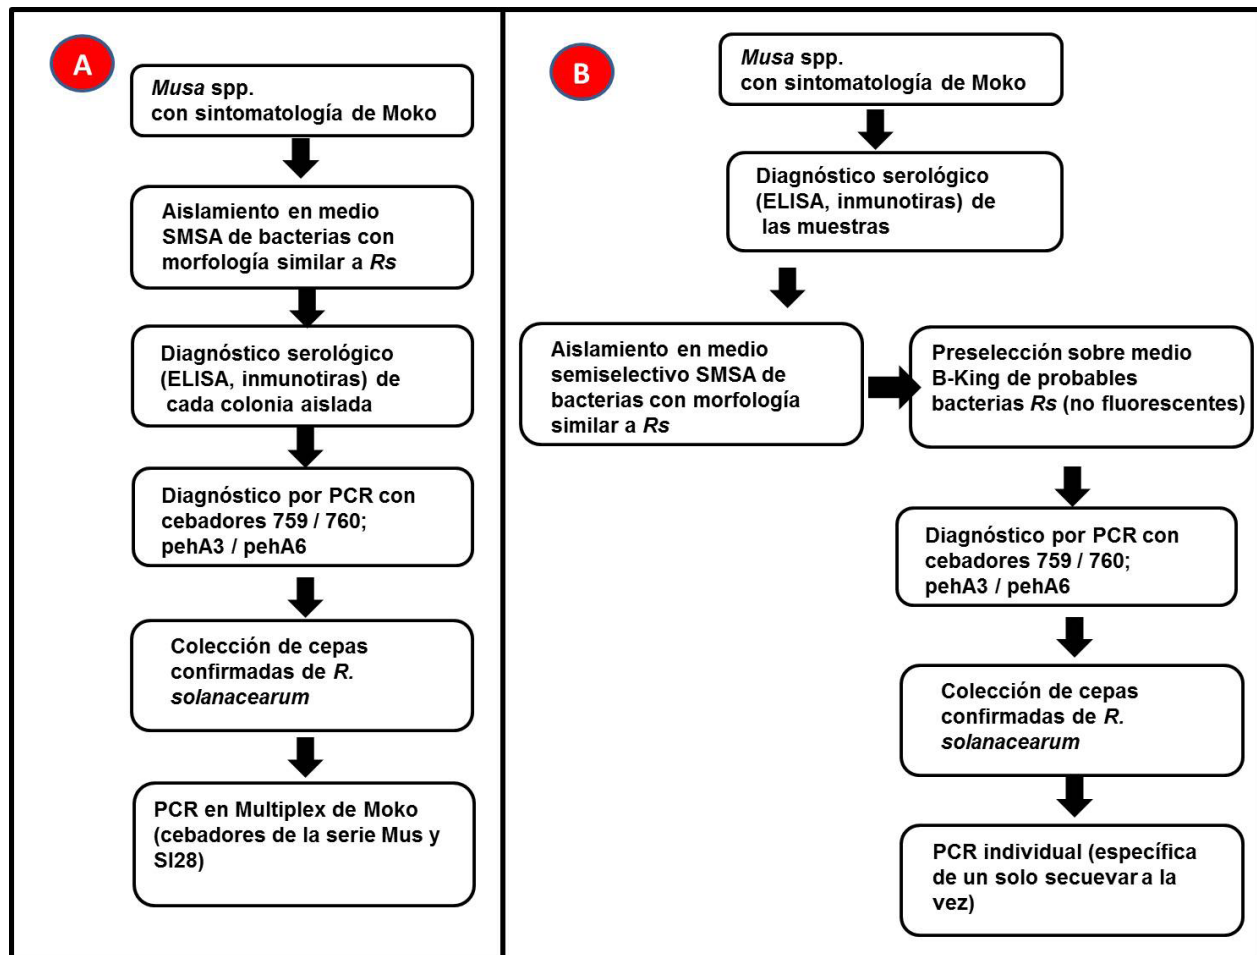 A
Musa spp.
con sintomatología de Moko
Aislamiento en medio
SMSA de bacterias con
morfología similar a Rs
Diagnóstico serológico
(ELISA, inmunotiras) de
cada colonia aislada
Diagnóstico por PCR con
cebadores 759 / 760;
pehA3 / pehA6
Colección de cepas
confirmadas de R.
solanacearum
PCR en Multiplex de Moko
(cebadores de la serie Mus y
SI28)
B
Musa spp.
con sintomatología de Moko
Diagnóstico serológico
(ELISA, inmunotiras) de
las muestras
Aislamiento en medio
semiselectivo SMSA de
bacterias con morfología
similar a Rs
Preselección sobre medio
B-King de probables
bacterias Rs (no fluorescentes)
Diagnóstico por PCR con
cebadores 759 / 760;
pehA3 / pehA6
Colección de cepas
confirmadas de R.
solanacearum
PCR individual (específica
de un solo secuevar a la
vez)